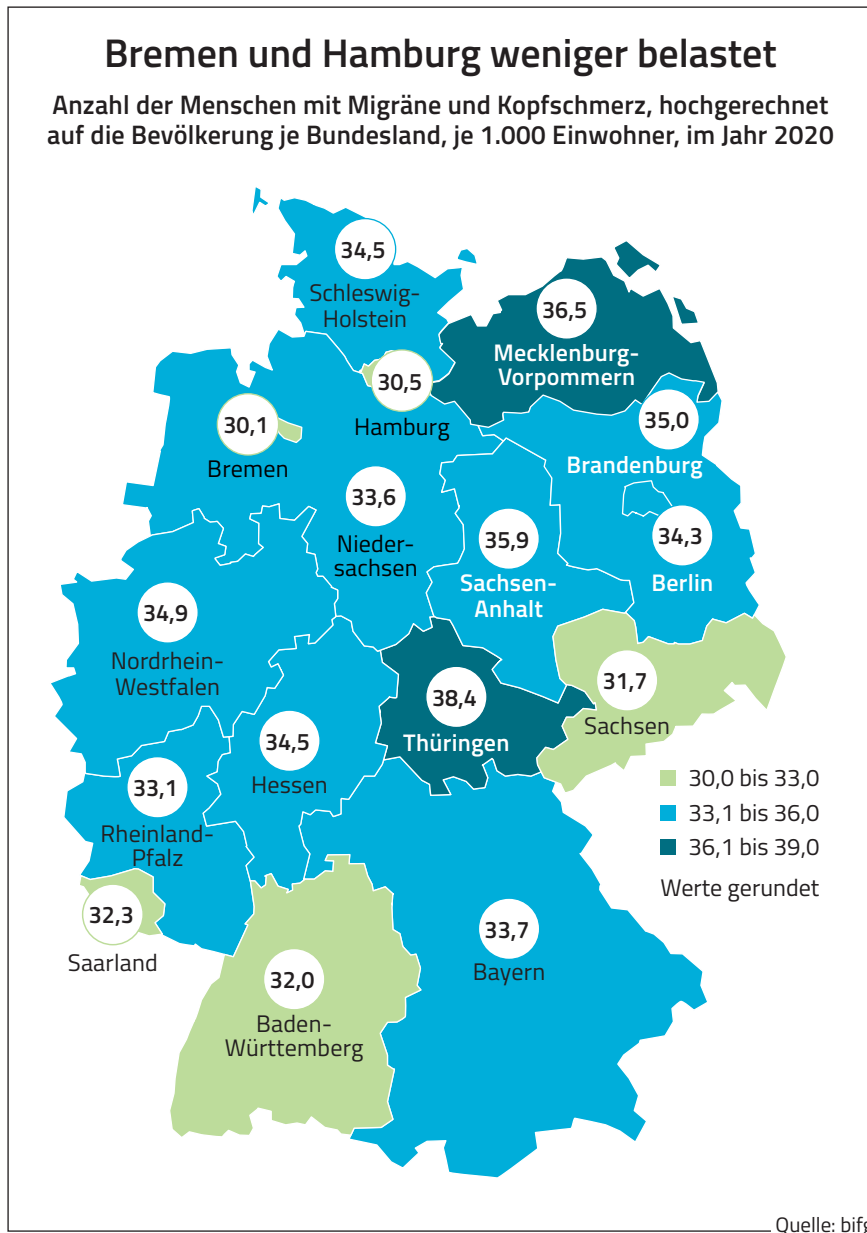 Bremen und Hamburg weniger belastet
Anzahl der Menschen mit Migräne und Kopfschmerz, hochgerechnet
auf die Bevölkerung je Bundesland, je 1.000 Einwohner, im Jahr 2020
34,5
Schleswig-
Holstein
36,5
Mecklenburg-
Vorpommern
30,5
Hamburg
30,1
Bremen
35,0
Brandenburg
33,6
Nieder-
sachsen
35,9
Sachsen-
Anhalt
34,3
Berlin
34,9
Nordrhein-
Westfalen
31,7
Sachsen
38,4
Thüringen
34,5
Hessen
33,1
Rheinland-
Pfalz
30,0 bis 33,0
33,1 bis 36,0
36,1 bis 39,0
Werte gerundet
32,3
Saarland
33,7
Bayern
32,0
Baden-
Württemberg
Quelle: bifg